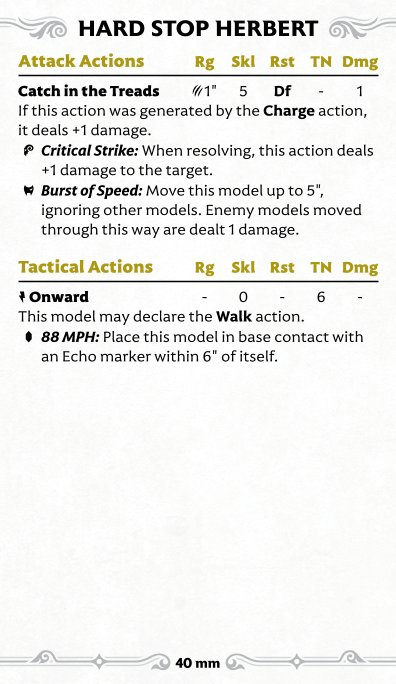 HARD STOP HERBERT
Attack Actions Rg Skl Rst TN Dmg
Catch in the Treads 1" 5 Df - 1
If this action was generated by the Charge action,
it deals +1 damage.
Critical Strike: When resolving, this action deals
+1 damage to the target.
Burst of Speed: Move this model up to 5",
ignoring other models. Enemy models moved
through this way are dealt 1 damage.
Tactical Actions Rg Skl Rst TN Dmg
Onward - 0 - 6 -
This model may declare the Walk action.
88 MPH: Place this model in base contact with
an Echo marker within 6" of itself.
40 mm